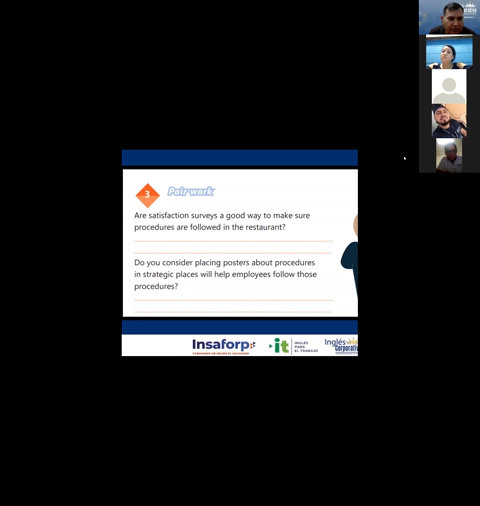 3
Pair work
Are satisfaction surveys a good way to make sure
procedures are followed in the restaurant?
Do you consider placing posters about procedures
in strategic places will help employees follow those
procedures?
Insaforp
it
INGLÉS
PARA
EL TRABAJO
Inglés
Corporativo